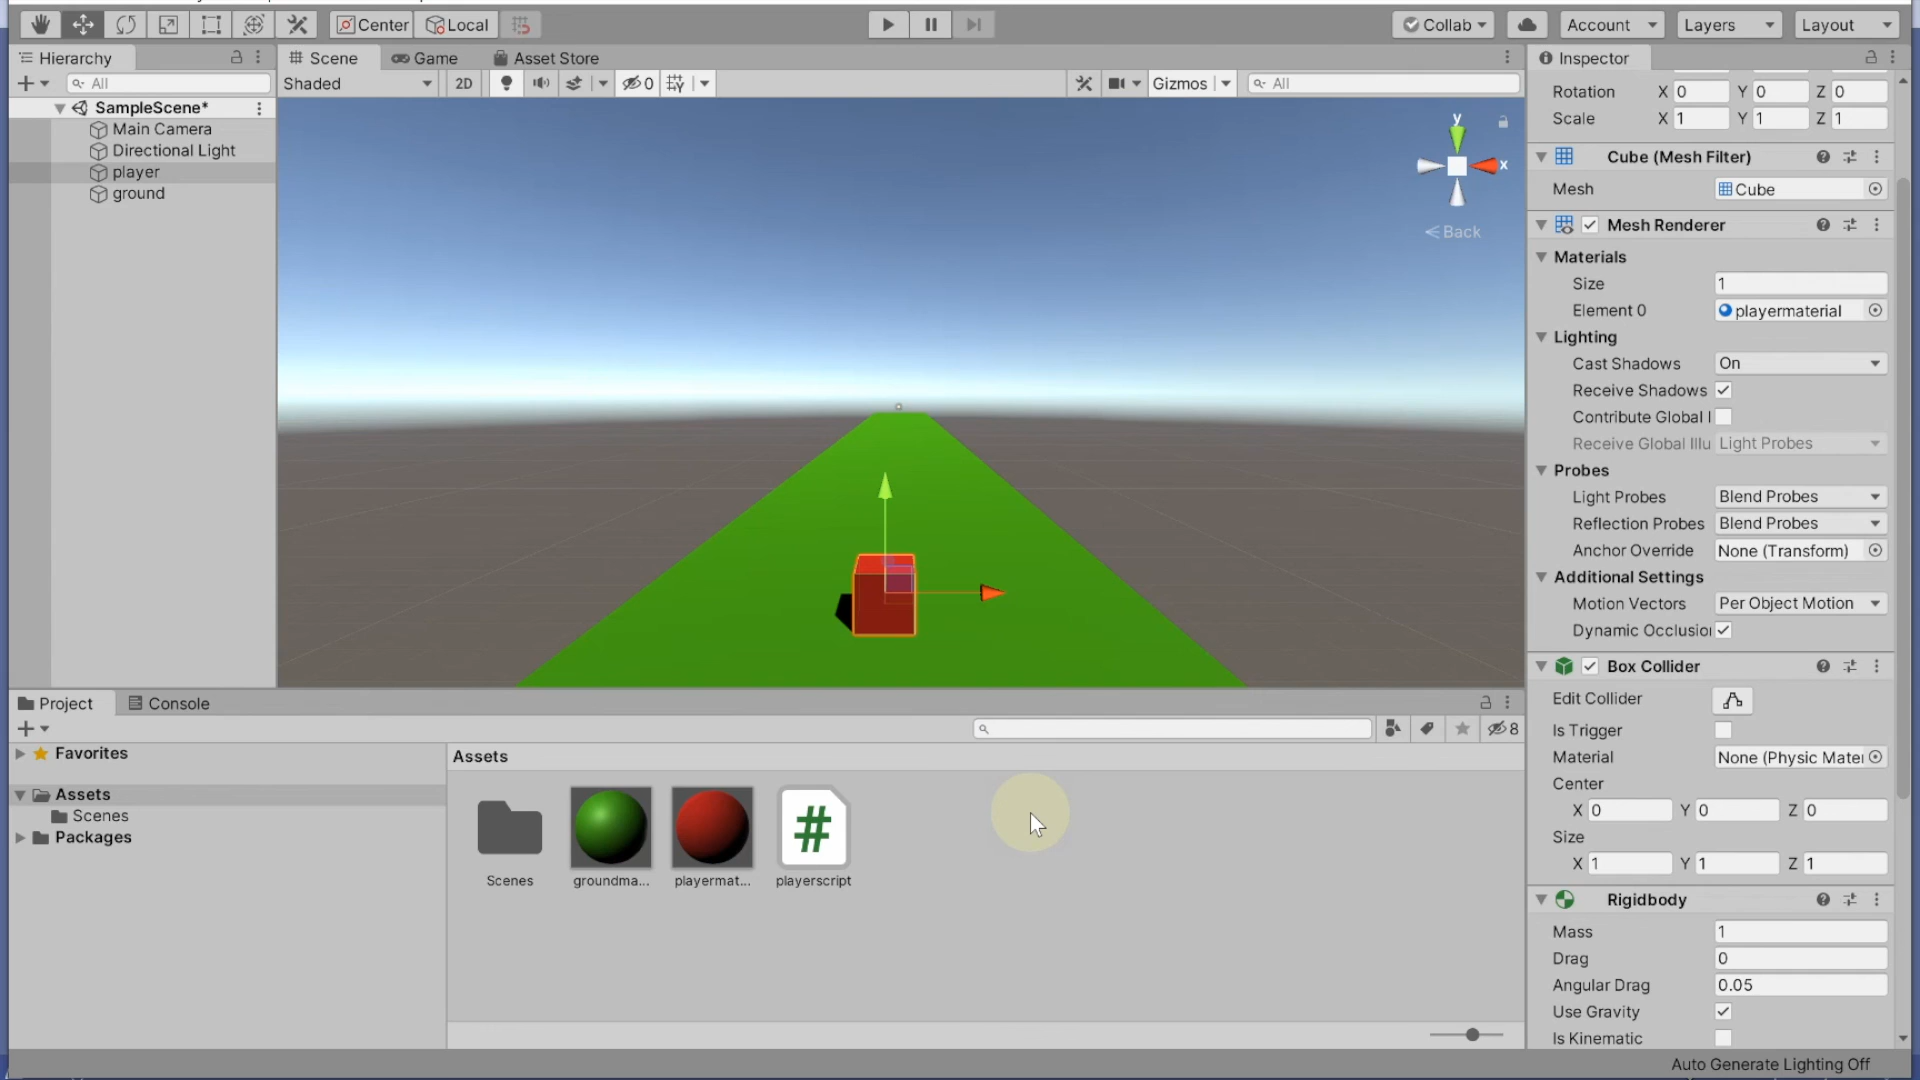 Center
Local
Collab
Account
Layers
Layout
Hierarchy
All
SampleScene*
Main Camera
Directional Light
player
ground
Scene
Game
Asset Store
Shaded
2D
0
Gizmos
All
y
x
Back
Inspector
Rotation X 0 Y 0 Z 0
Scale X 1 Y 1 Z 1
Cube (Mesh Filter)
Mesh Cube
Mesh Renderer
Materials
Size 1
Element 0 playermaterial
Lighting
Cast Shadows On
Receive Shadows
Contribute Global I
Receive Global Illu Light Probes
Probes
Light Probes Blend Probes
Reflection Probes Blend Probes
Anchor Override None (Transform)
Additional Settings
Motion Vectors Per Object Motion
Dynamic Occlusion
Box Collider
Edit Collider
Is Trigger
Material None (Physic Mater
Center
X 0 Y 0 Z 0
Size
X 1 Y 1 Z 1
Rigidbody
Mass 1
Drag 0
Angular Drag 0.05
Use Gravity
Is Kinematic
Project
Console
8
Favorites
Assets
Scenes
Packages
Assets
#
Scenes
groundma...
playermat...
playerscript
Auto Generate Lighting Off